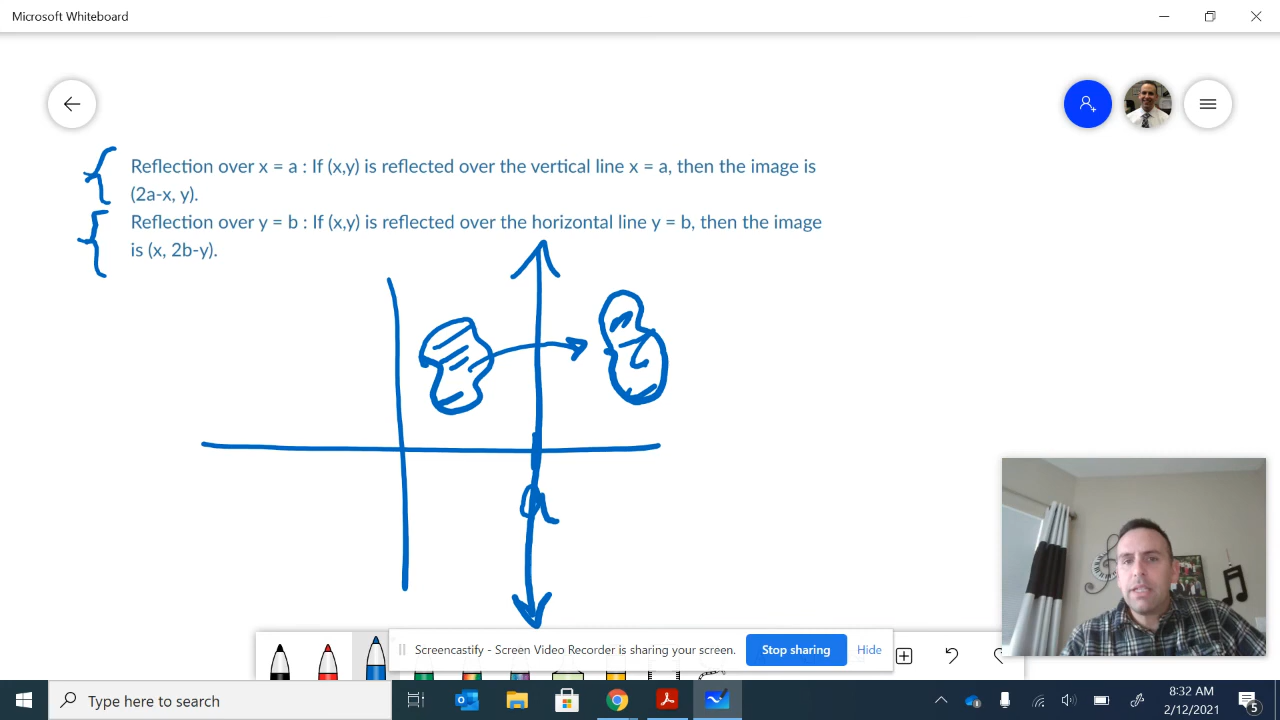 Microsoft Whiteboard
Reflection over x = a : If (x,y) is reflected over the vertical line x = a, then the image is
(2a-x, y).
Reflection over y = b : If (x,y) is reflected over the horizontal line y = b, then the image
is (x, 2b-y).
a
Screencastify - Screen Video Recorder is sharing your screen.
Stop sharing
Hide
Type here to search
8:32 AM
2/12/2021
5